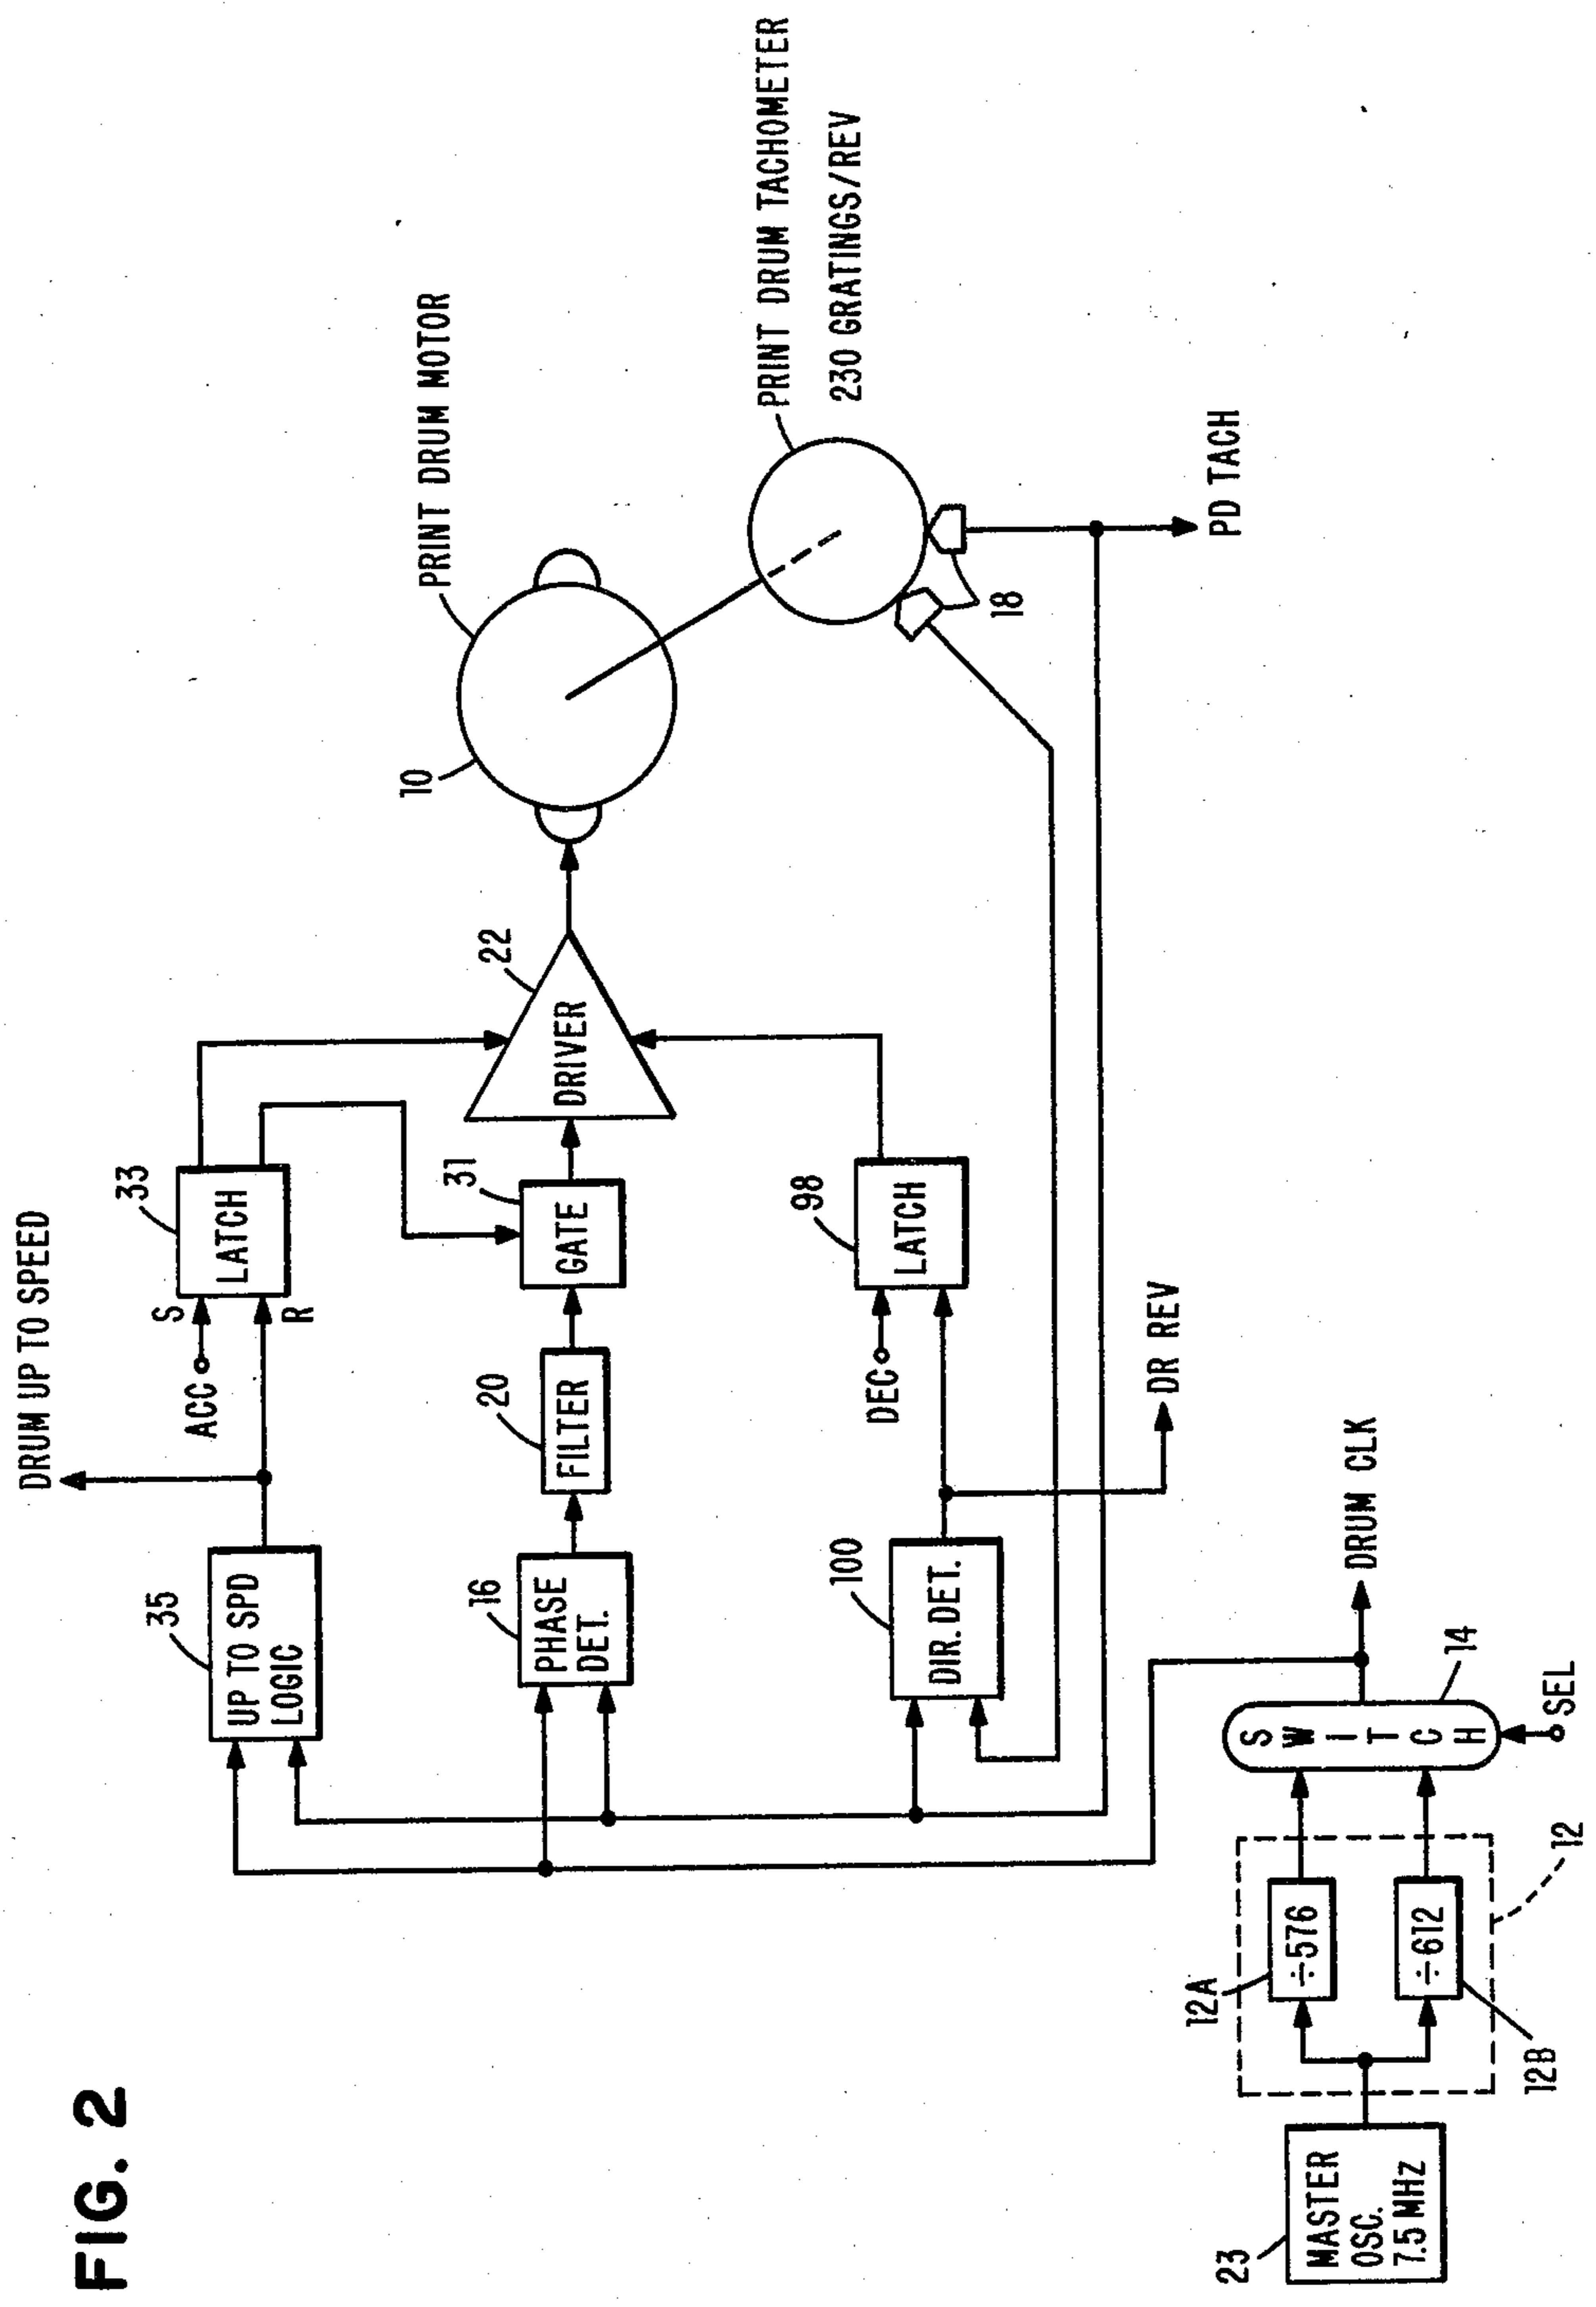 FIG. 2
DRUM UP TO SPEED
35
UP TO SPD
LOGIC
ACC
S
R
33
LATCH
16
PHASE
DET.
20
FILTER
31
GATE
22
DRIVER
10
PRINT DRUM MOTOR
100
DIR. DET.
DEC
98
LATCH
DR REV
18
PRINT DRUM TACHOMETER
230 GRATINGS/REV
PD TACH
23
MASTER
OSC.
7.5 MHz
12A
÷576
÷612
12B
12
SWITCH
14
SEL
DRUM CLK